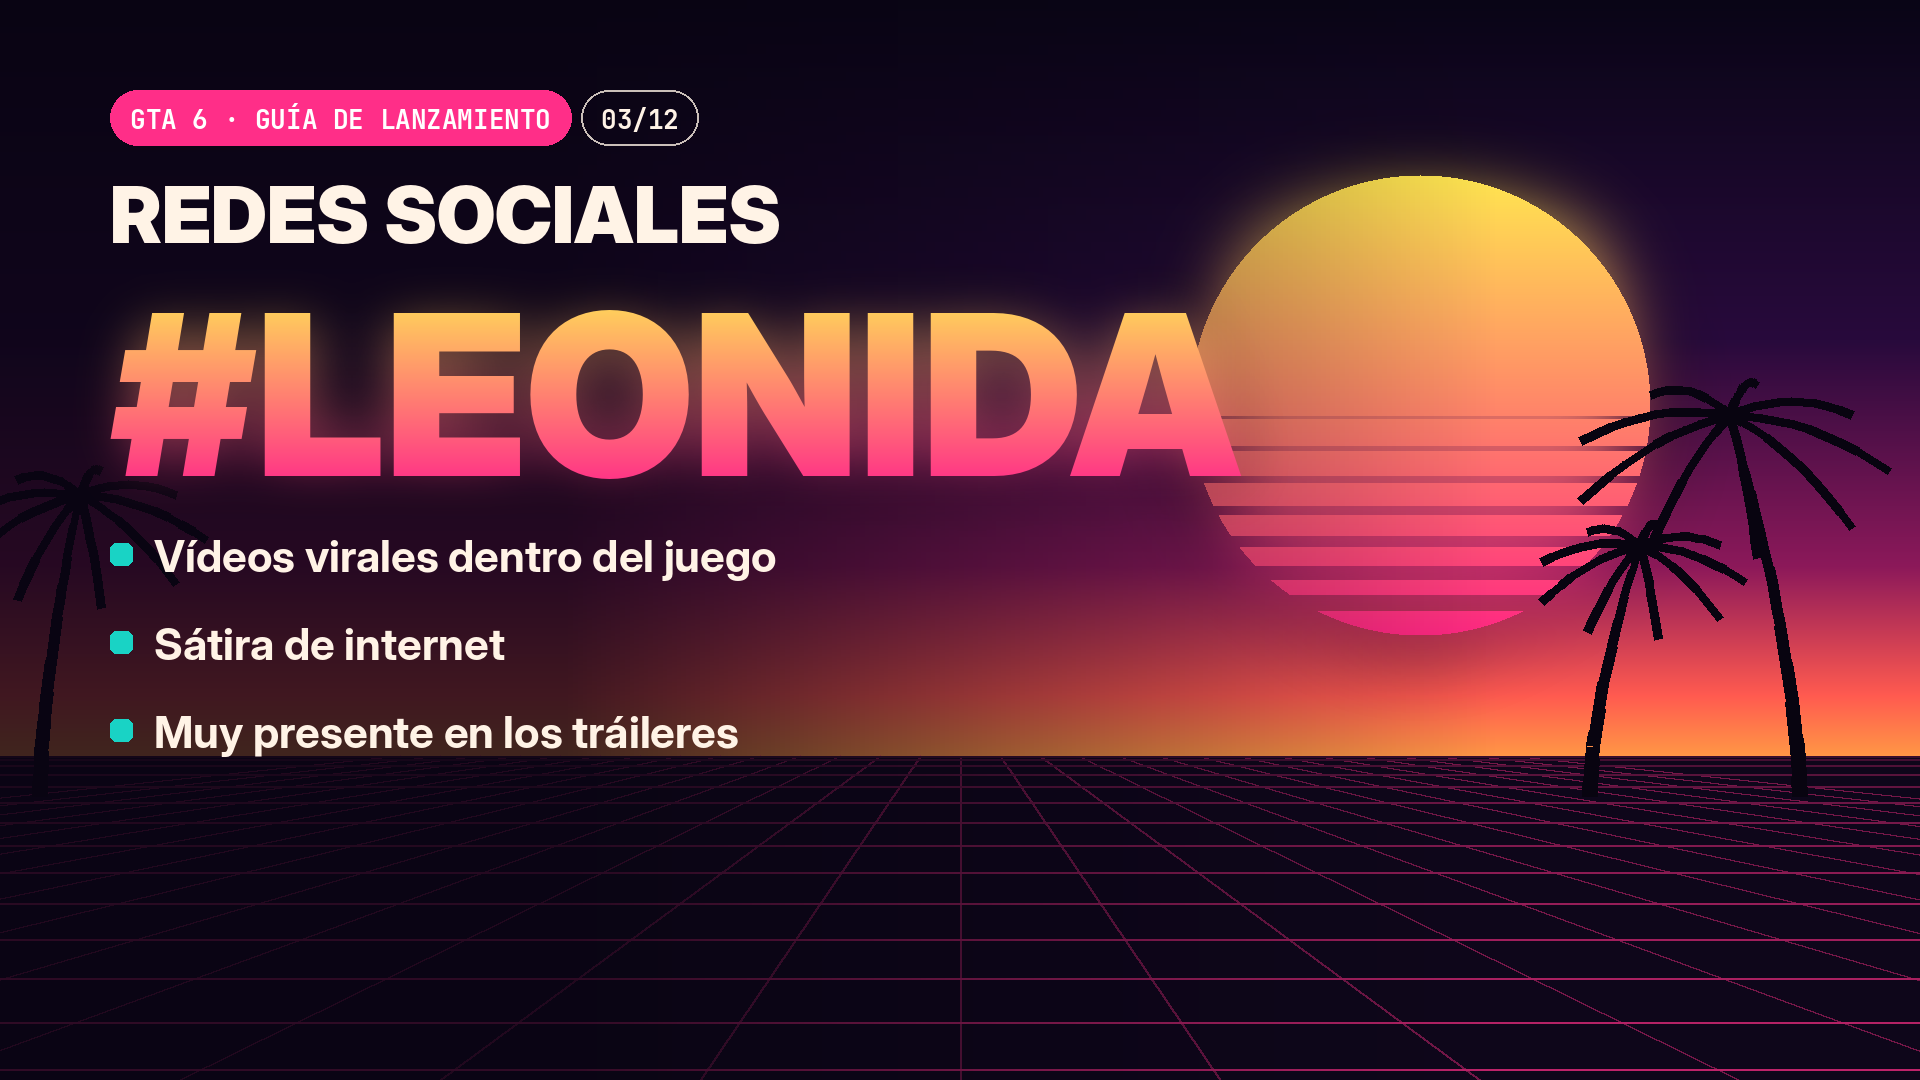 GTA 6 · GUÍA DE LANZAMIENTO 03/12
REDES SOCIALES
#LEONIDA
Vídeos virales dentro del juego
Sátira de internet
Muy presente en los tráileres